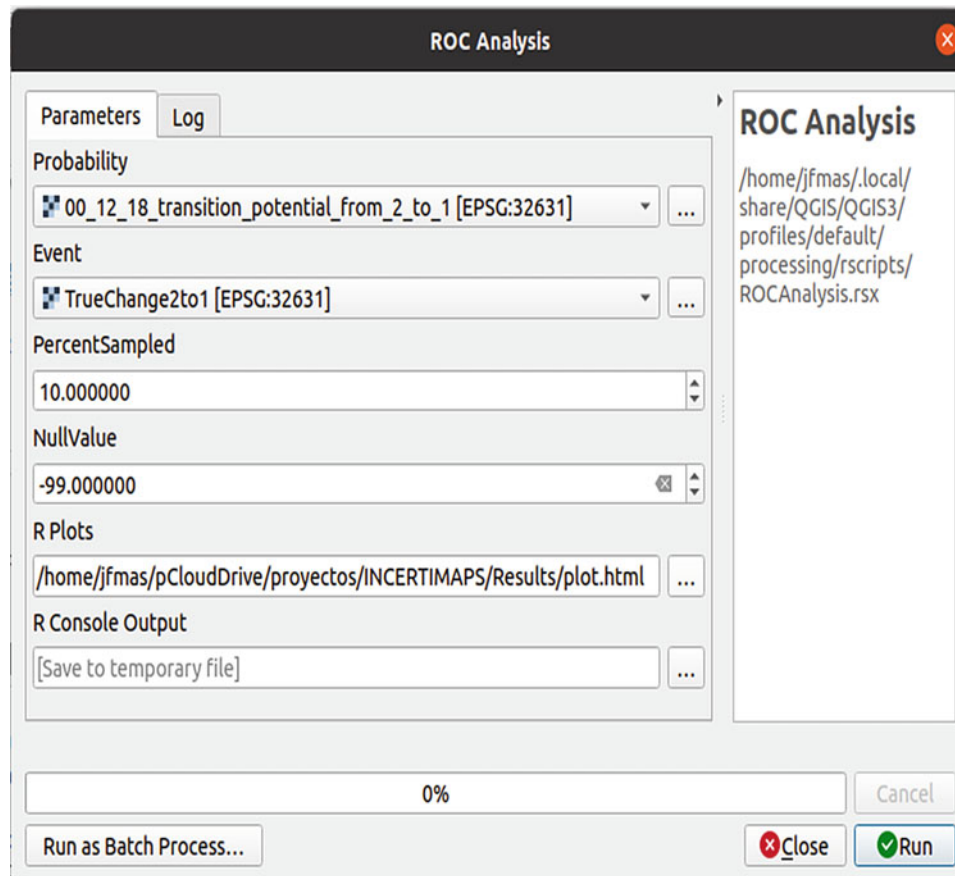 ROC Analysis
Parameters
Log
Probability
00_12_18_transition_potential_from_2_to_1 [EPSG:32631]
...
Event
TrueChange2to1 [EPSG:32631]
...
PercentSampled
10.000000
NullValue
-99.000000
R Plots
/home/jfmas/pCloudDrive/proyectos/INCERTIMAPS/Results/plot.html
...
R Console Output
[Save to temporary file]
...
ROC Analysis
/home/jfmas/.local/
share/QGIS/QGIS3/
profiles/default/
processing/rscripts/
ROCAnalysis.rsx
0%
Cancel
Run as Batch Process...
Close
Run